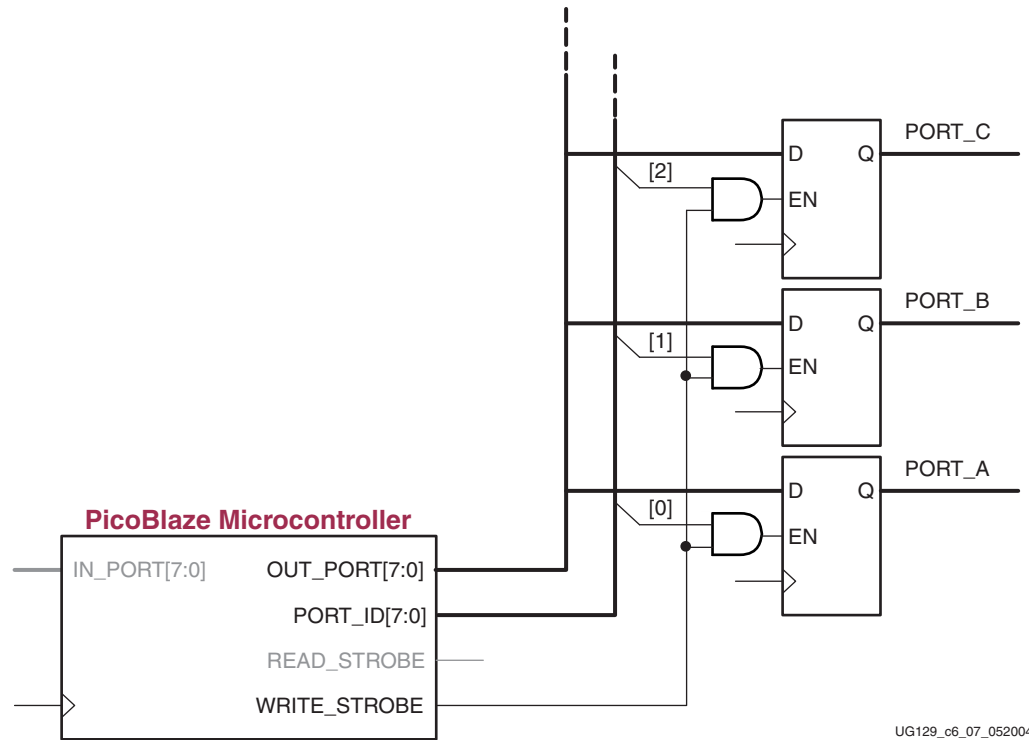 PORT_C
D Q
[2]
EN
PORT_B
D Q
[1]
EN
PORT_A
D Q
[0]
EN
PicoBlaze Microcontroller
IN_PORT[7:0] OUT_PORT[7:0]
PORT_ID[7:0]
READ_STROBE
WRITE_STROBE
UG129_c6_07_052004